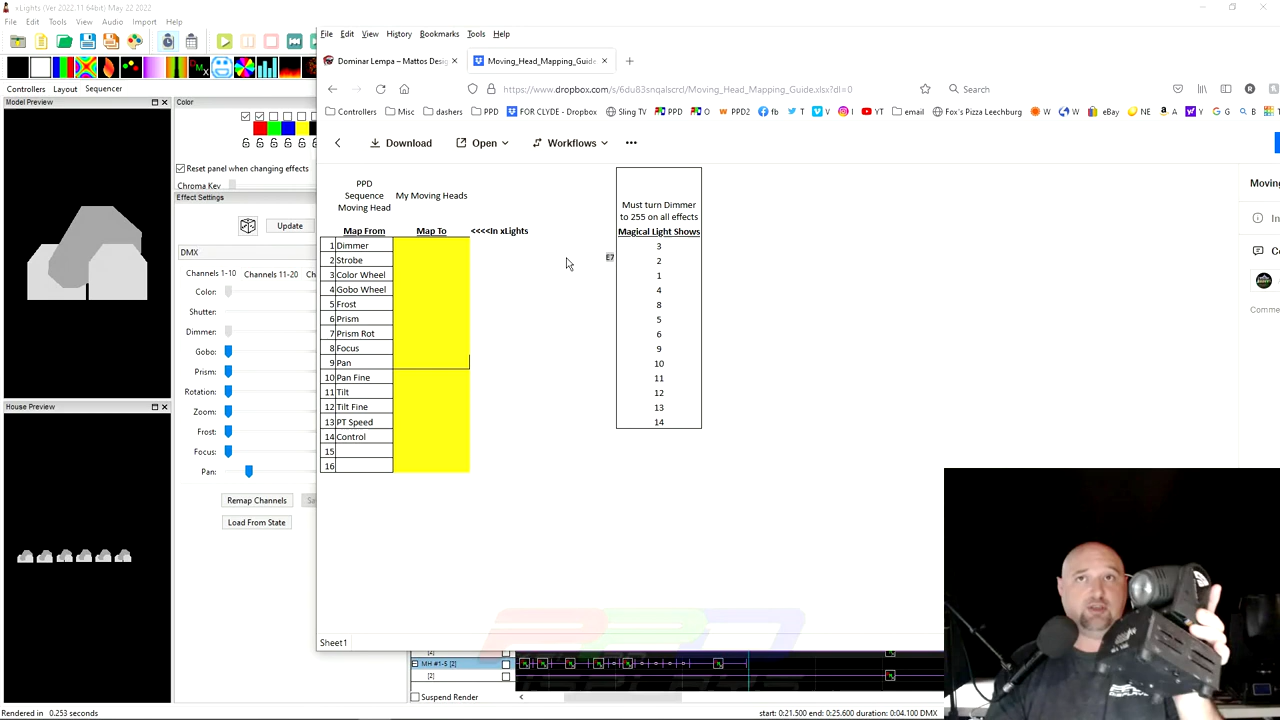 xLights (Ver 2022.11 64bit) May 22 2022
File Edit Tools View Audio Import Help
Controllers Layout Sequencer
Model Preview
Color
Reset panel when changing effects
Chroma Key
Effect Settings
Update
DMX
Channels 1-10 Channels 11-20
Color:
Shutter:
Dimmer:
Gobo:
Prism:
Rotation:
Zoom:
Frost:
Focus:
Pan:
Remap Channels
Load From State
House Preview
Rendered in 0.253 seconds
File Edit View History Bookmarks Tools Help
Dominar Lempa – Mattos Desig
Moving_Head_Mapping_Guide.
https://www.dropbox.com/s/6du83snqalscrcl/Moving_Head_Mapping_Guide.xlsx?dl=0
Search
Controllers Misc dashers PPD FOR CLYDE - Dropbox Sling TV PPD O PPD2 fb T V I YT email Fox's Pizza Leechburg W W eBay NE A Y G B
Download Open Workflows
PPD
Sequence
Moving Head
My Moving Heads
Map From Map To <<<<In xLights
1 Dimmer
2 Strobe
3 Color Wheel
4 Gobo Wheel
5 Frost
6 Prism
7 Prism Rot
8 Focus
9 Pan
10 Pan Fine
11 Tilt
12 Tilt Fine
13 PT Speed
14 Control
15
16
E7
Must turn Dimmer
to 255 on all effects
Magical Light Shows
3
2
1
4
8
5
6
9
10
11
12
13
14
Moving
In
Co
Comme
Sheet1
PPD
[2]
MH #1-5 [2]
[2]
Suspend Render
start: 0:21.500 end: 0:25.600 duration: 0:04.100 DMX